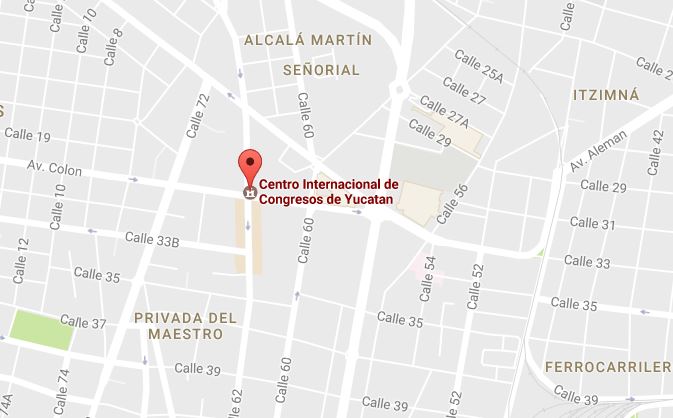 Calle 10
Calle 8
ALCALÁ MARTÍN
SEÑORIAL
Calle 25A
Calle 27
Calle 27A
Calle 29
ITZIMNÁ
Calle 52
S
Calle 19
Calle 72
Calle 60
Av. Aleman
Calle 42
Av. Colon
Centro Internacional de
Congresos de Yucatan
Calle 56
Calle 29
Calle 10
Calle 12
Calle 33B
Calle 60
Calle 31
Calle 35
Calle 54
Calle 52
Calle 33
Calle 35
Calle 37
PRIVADA DEL
MAESTRO
Calle 35
Calle 39
Calle 60
FERROCARRILER
Calle 74
74A
Calle 62
Calle 39
Calle 39